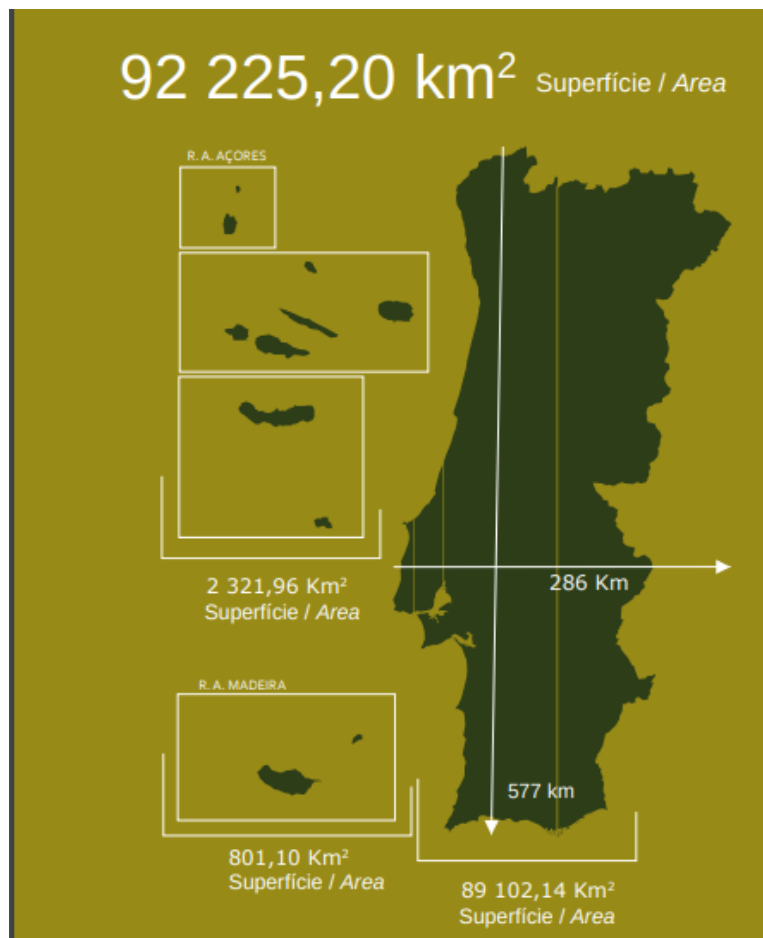 92 225,20 km² Superfície / Area
R. A. AÇORES
2 321,96 Km²
Superfície / Area
286 Km
R. A. MADEIRA
577 km
801,10 Km²
Superfície / Area
89 102,14 Km²
Superfície / Area